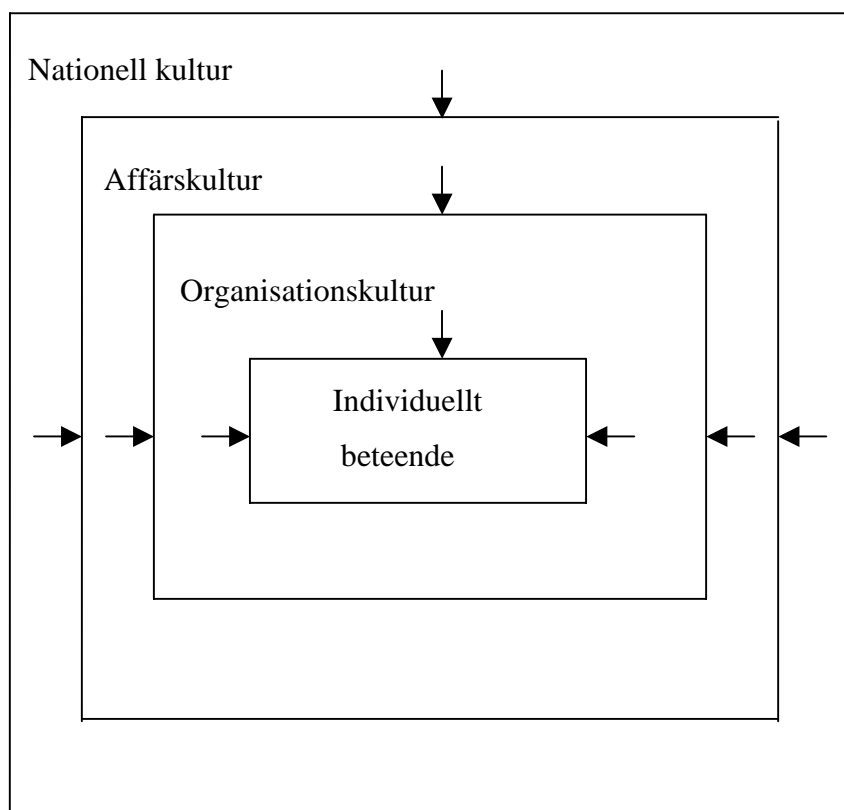 Nationell kultur
Affärskultur
Organisationskultur
Individuellt
beteende